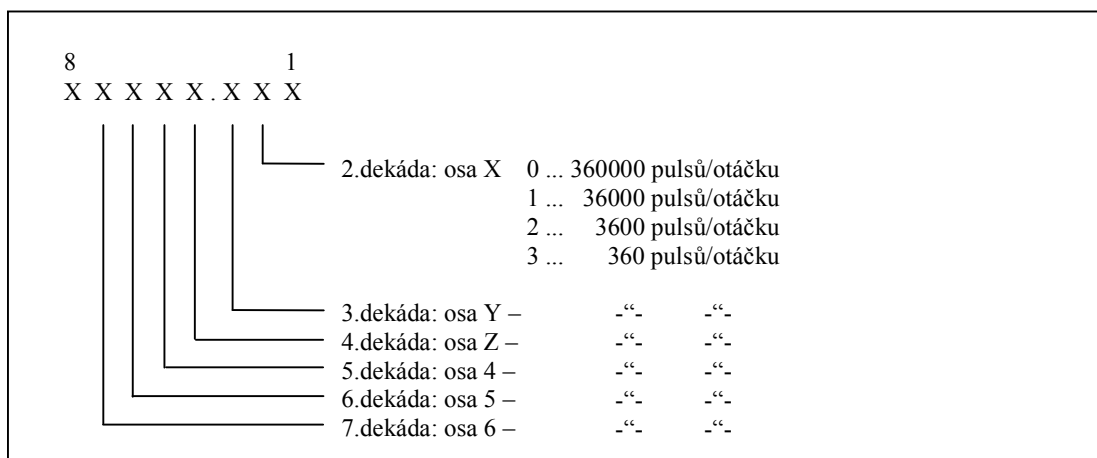 8 1
X X X X X . X X X
2.dekáda: osa X 0 ... 360000 pulsů/otáčku
1 ... 36000 pulsů/otáčku
2 ... 3600 pulsů/otáčku
3 ... 360 pulsů/otáčku
3.dekáda: osa Y – -“- -“-
4.dekáda: osa Z – -“- -“-
5.dekáda: osa 4 – -“- -“-
6.dekáda: osa 5 – -“- -“-
7.dekáda: osa 6 – -“- -“-